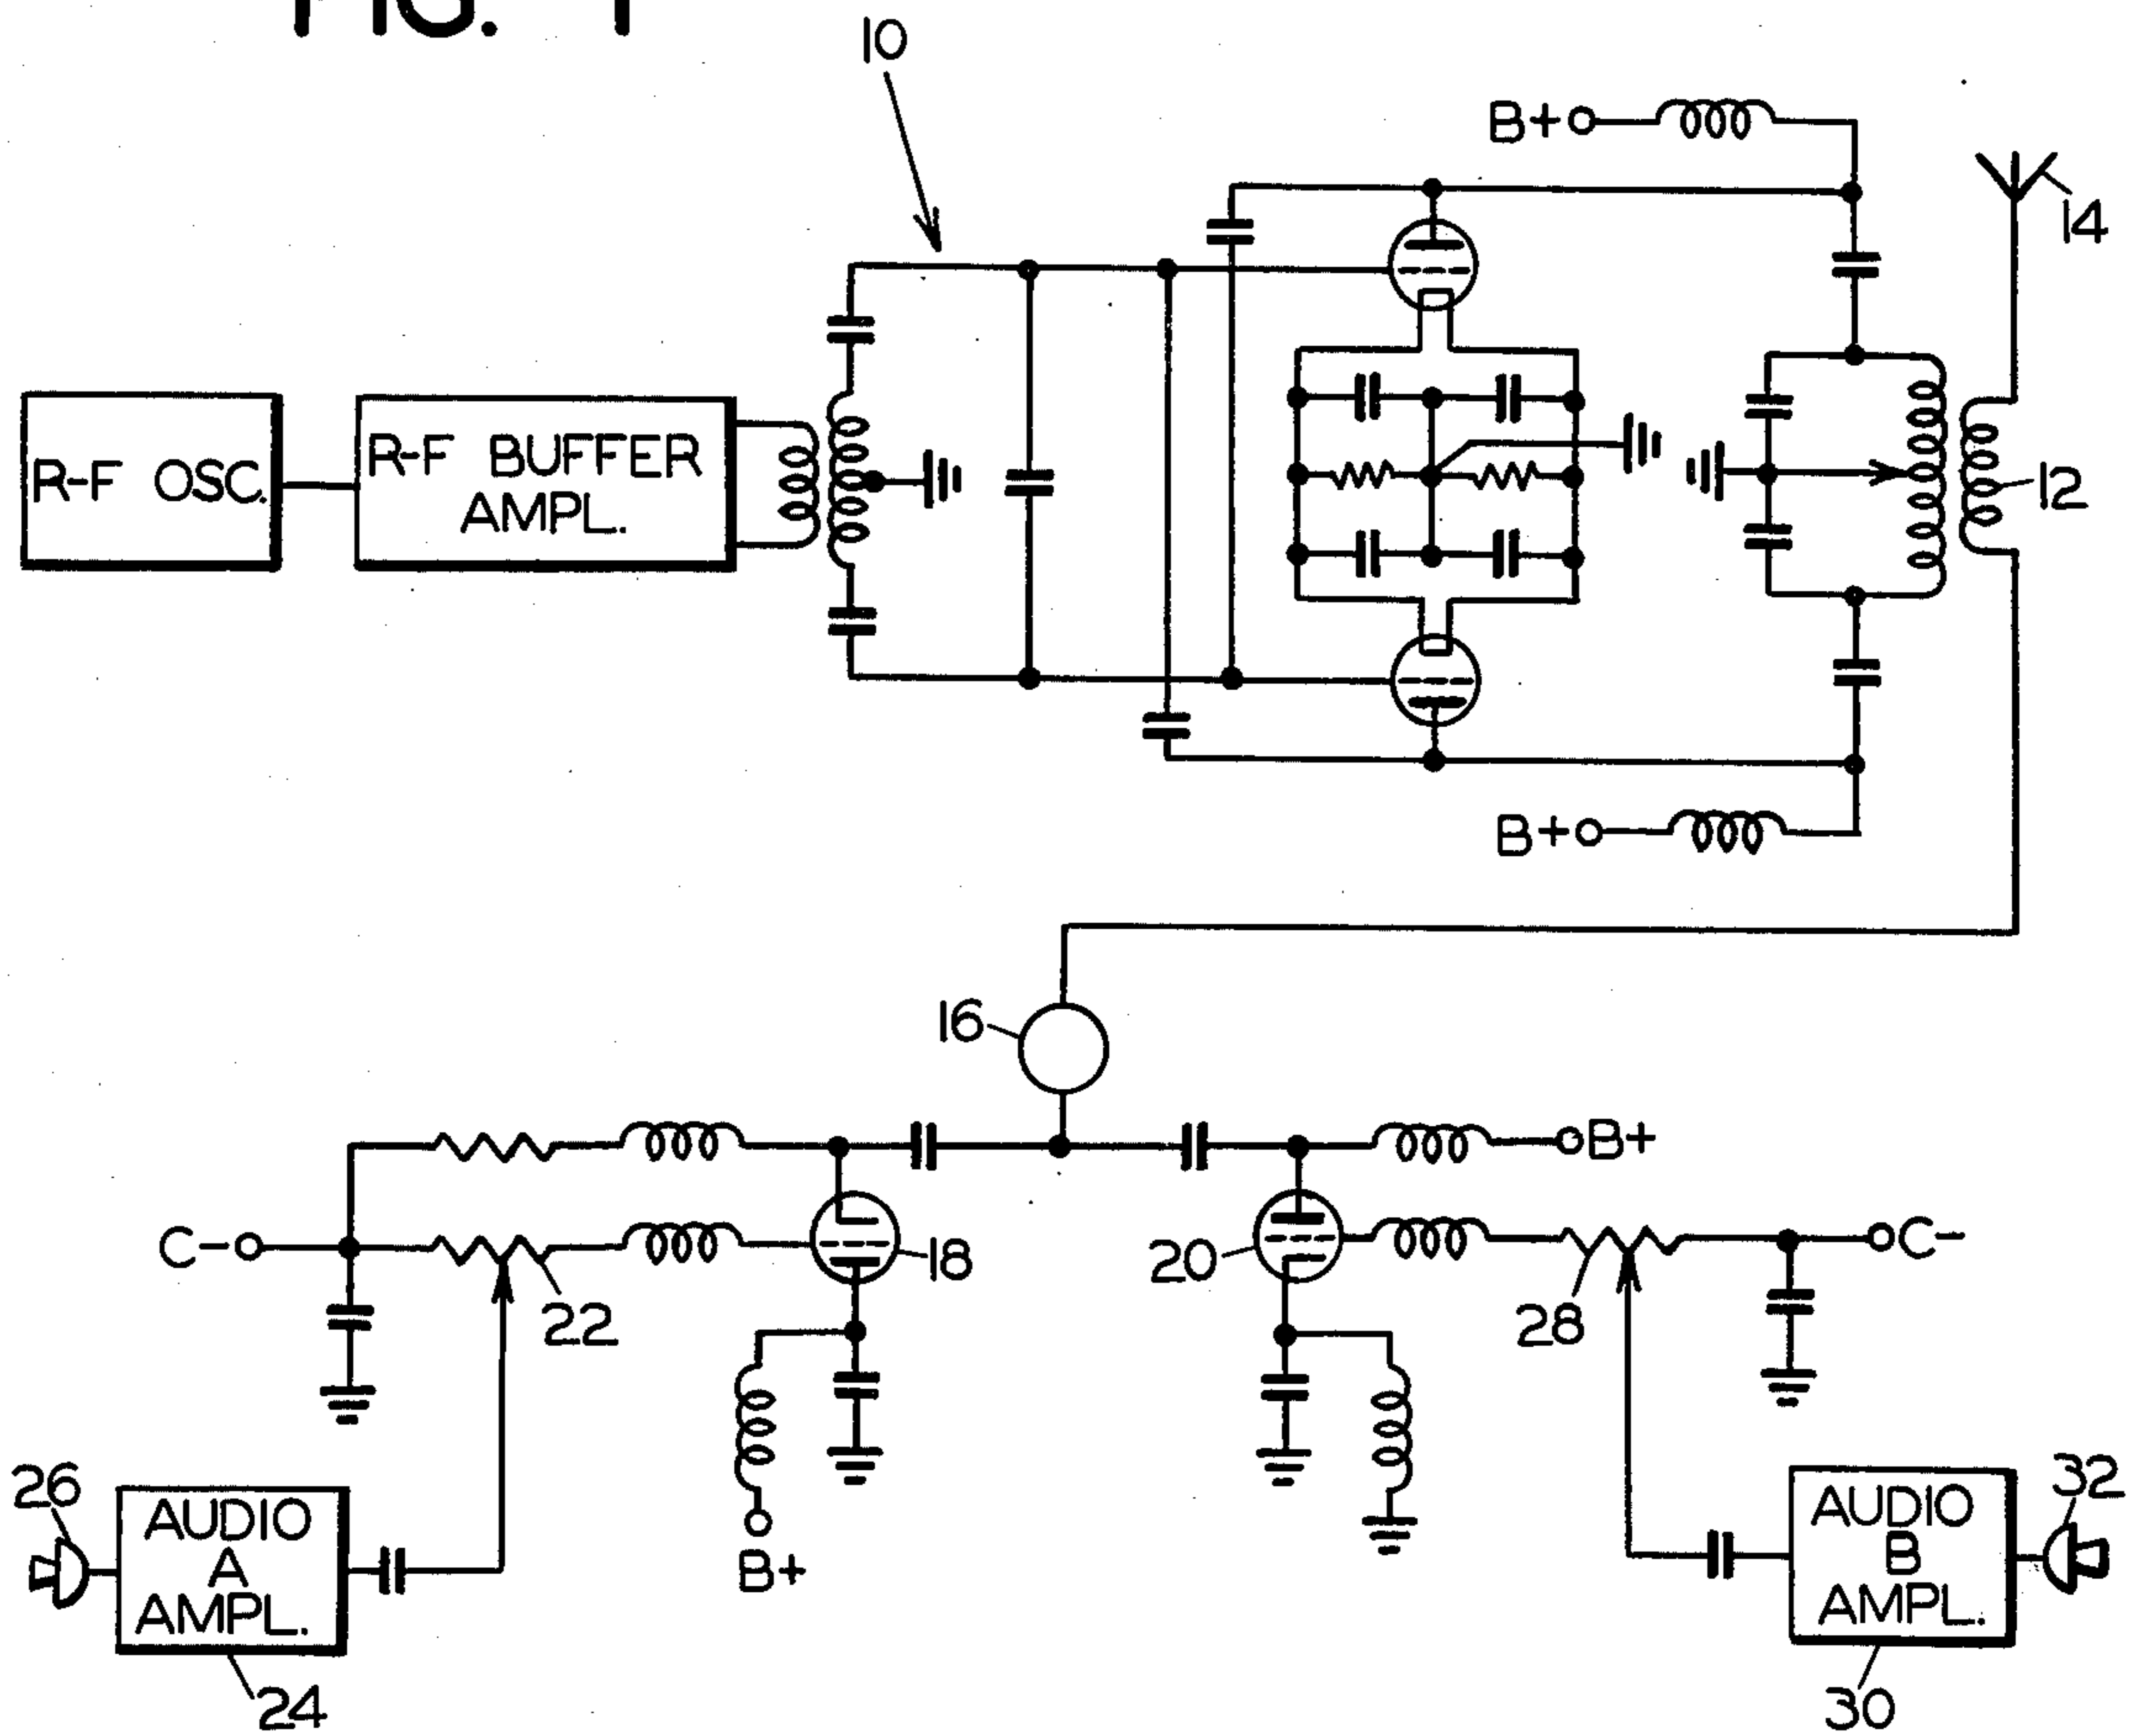 FIG. 1
10
B+
14
R-F OSC.
R-F BUFFER
AMPL.
12
B+
16
B+
C-
18
20
C-
22
28
26
AUDIO
A
AMPL.
B+
AUDIO
B
AMPL.
32
24
30